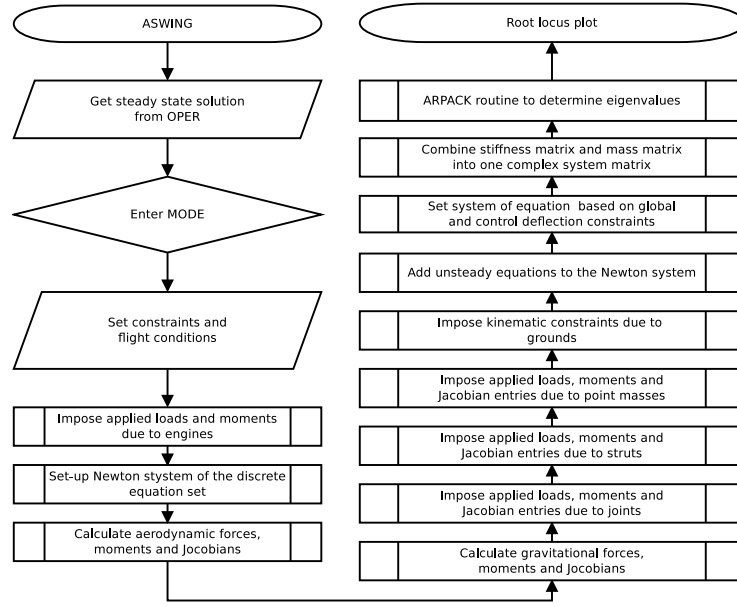 ASWING
Get steady state solution
from OPER
Enter MODE
Set constraints and
flight conditions
Impose applied loads and moments
due to engines
Set-up Newton stystem of the discrete
equation set
Calculate aerodynamic forces,
moments and Jocobians
Calculate gravitational forces,
moments and Jocobians
Impose applied loads, moments and
Jacobian entries due to joints
Impose applied loads, moments and
Jacobian entries due to struts
Impose applied loads, moments and
Jacobian entries due to point masses
Impose kinematic constraints due to
grounds
Add unsteady equations to the Newton system
Set system of equation  based on global
and control deflection constraints
Combine stiffness matrix and mass matrix
into one complex system matrix
ARPACK routine to determine eigenvalues
Root locus plot